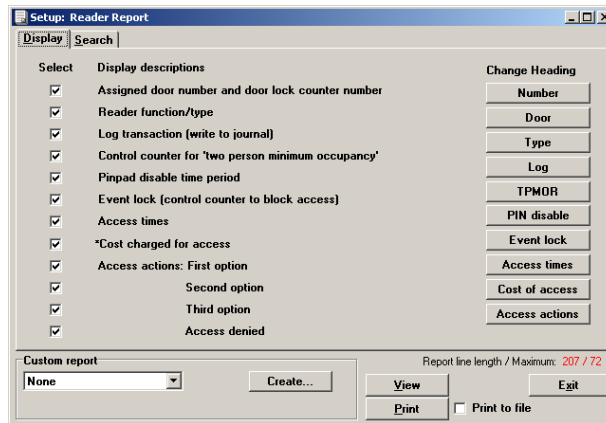 Setup: Reader Report
Display Search
Select Display descriptions Change Heading
Assigned door number and door lock counter number Number
Reader function/type Door
Log transaction (write to journal) Type
Control counter for 'two person minimum occupancy' Log
Pinpad disable time period TPMOR
Event lock (control counter to block access) PIN disable
Access times Event lock
*Cost charged for access Access times
Access actions: First option Cost of access
Second option Access actions
Third option
Access denied
Custom report Report line length / Maximum: 207 / 72
None Create... View Exit
Print Print to file